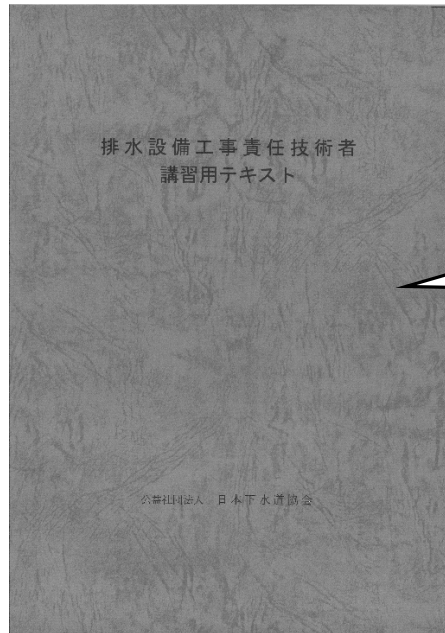 排水設備工事責任技術者
講習用テキスト
公益社団法人 日本下水道協会